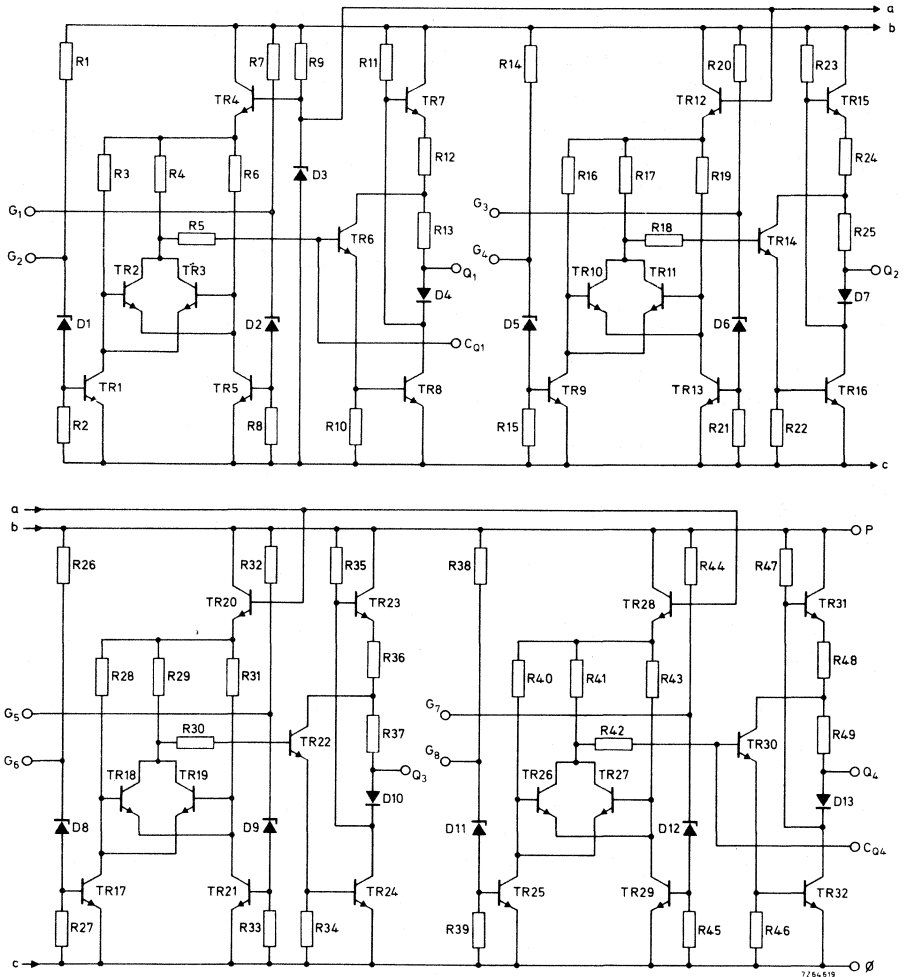 a
b
R1
R7
R9
R11
R14
R20
R23
TR4
TR7
TR12
TR15
R3
R4
R6
D3
R12
R16
R17
R19
R24
G1
R5
TR6
R13
G3
R18
TR14
R25
G2
TR2
TR3
Q1
G4
TR10
TR11
Q2
D1
D2
D4
D5
D6
D7
CQ1
TR1
TR5
TR8
TR9
TR13
TR16
R2
R8
R10
R15
R21
R22
c
a
b
P
R26
R32
R35
R38
R44
R47
TR20
TR23
TR28
TR31
R28
R29
R31
R36
R40
R41
R43
R48
G5
R30
TR22
R37
G7
R42
TR30
R49
G6
TR18
TR19
Q3
G8
TR26
TR27
Q4
D8
D9
D10
D11
D12
D13
CQ4
TR17
TR21
TR24
TR25
TR29
TR32
R27
R33
R34
R39
R45
R46
c
Ø
7Z64619